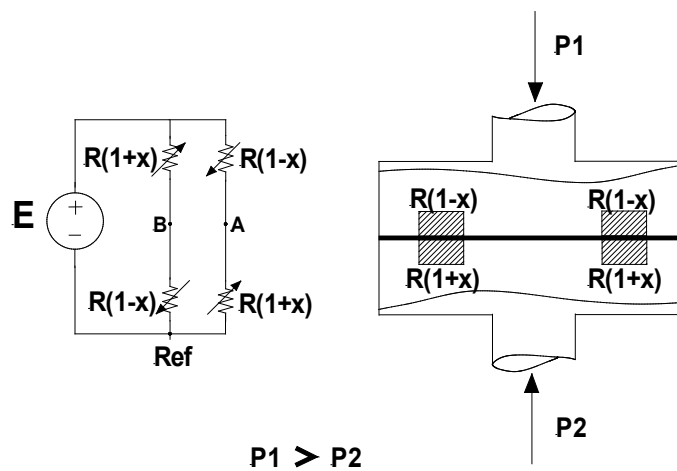 P1
R(1+x)
R(1-x)
R(1-x)
R(1-x)
E
B
A
R(1+x)
R(1+x)
R(1-x)
R(1+x)
Ref
P2
P1 > P2